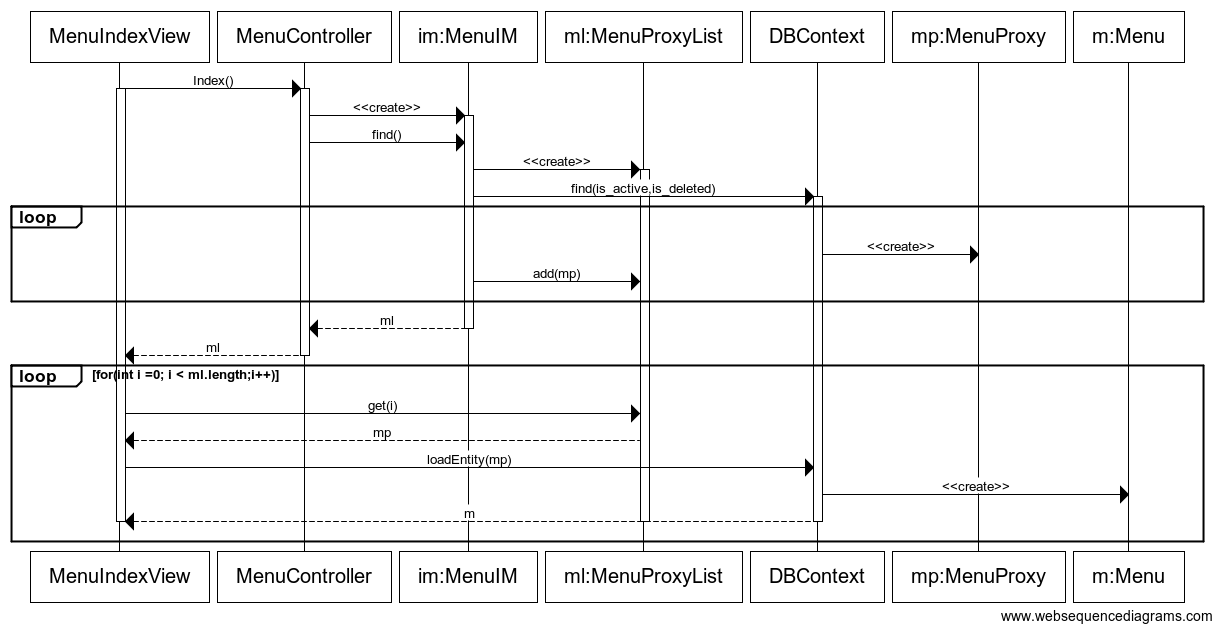 MenuIndexView MenuController im:MenuIM ml:MenuProxyList DBContext mp:MenuProxy m:Menu
Index()
<<create>>
find()
<<create>>
find(is_active,is_deleted)
loop
<<create>>
add(mp)
ml
ml
loop [for(int i =0; i < ml.length;i++)]
get(i)
mp
loadEntity(mp)
<<create>>
m
MenuIndexView MenuController im:MenuIM ml:MenuProxyList DBContext mp:MenuProxy m:Menu
www.websequencediagrams.com